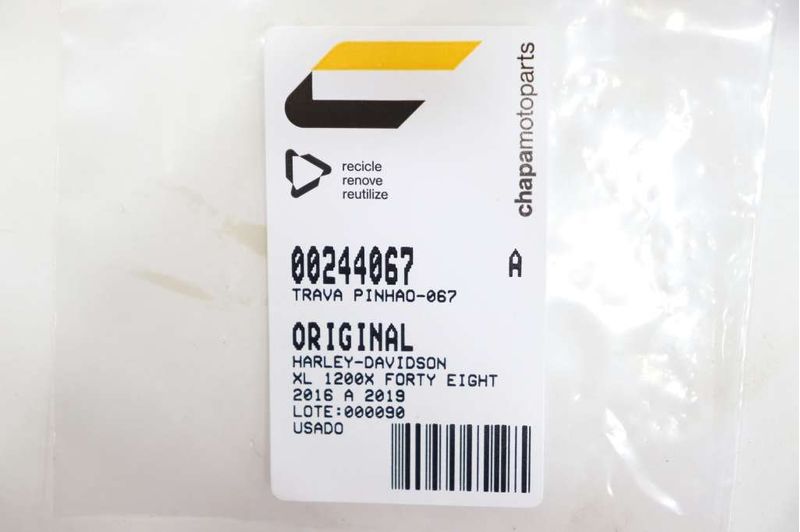 chapamotoparts
recicle
renove
reutilize
00244067 A
TRAVA PINHAO-067
ORIGINAL
HARLEY-DAVIDSON
XL 1200X FORTY EIGHT
2016 A 2019
LOTE:000090
USADO